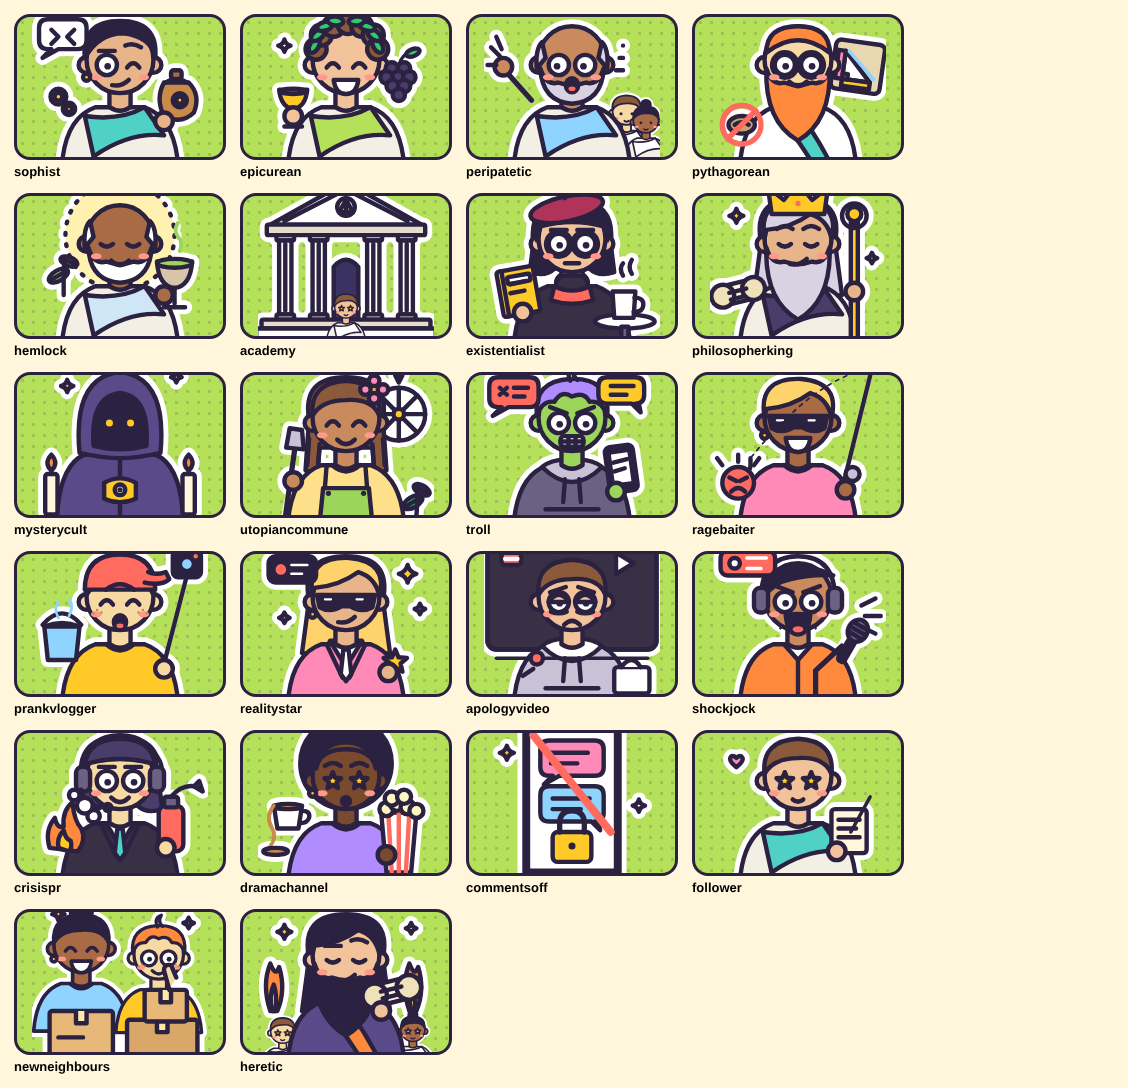 sophist
epicurean
peripatetic
pythagorean
hemlock
academy
existentialist
philosopherking
mysterycult
utopiancommune
troll
ragebaiter
prankvlogger
realitystar
apologyvideo
shockjock
crisispr
dramachannel
commentsoff
follower
newneighbours
heretic